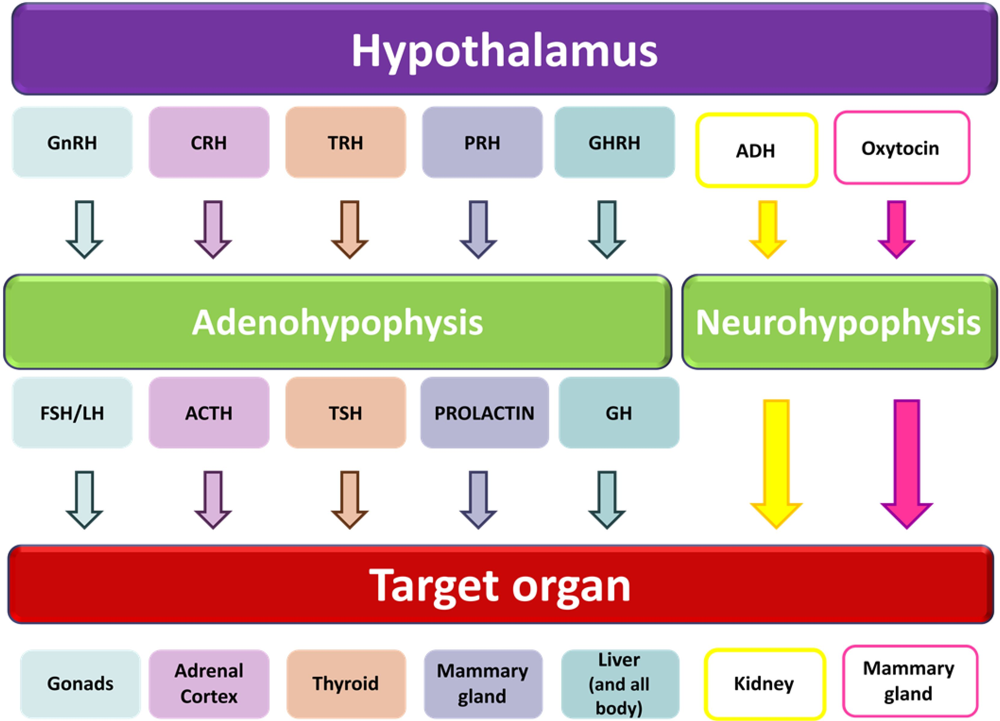 Hypothalamus
GnRH
CRH
TRH
PRH
GHRH
ADH
Oxytocin
Adenohypophysis
Neurohypophysis
FSH/LH
ACTH
TSH
PROLACTIN
GH
Target organ
Gonads
Adrenal
Cortex
Thyroid
Mammary
gland
Liver
(and all
body)
Kidney
Mammary
gland